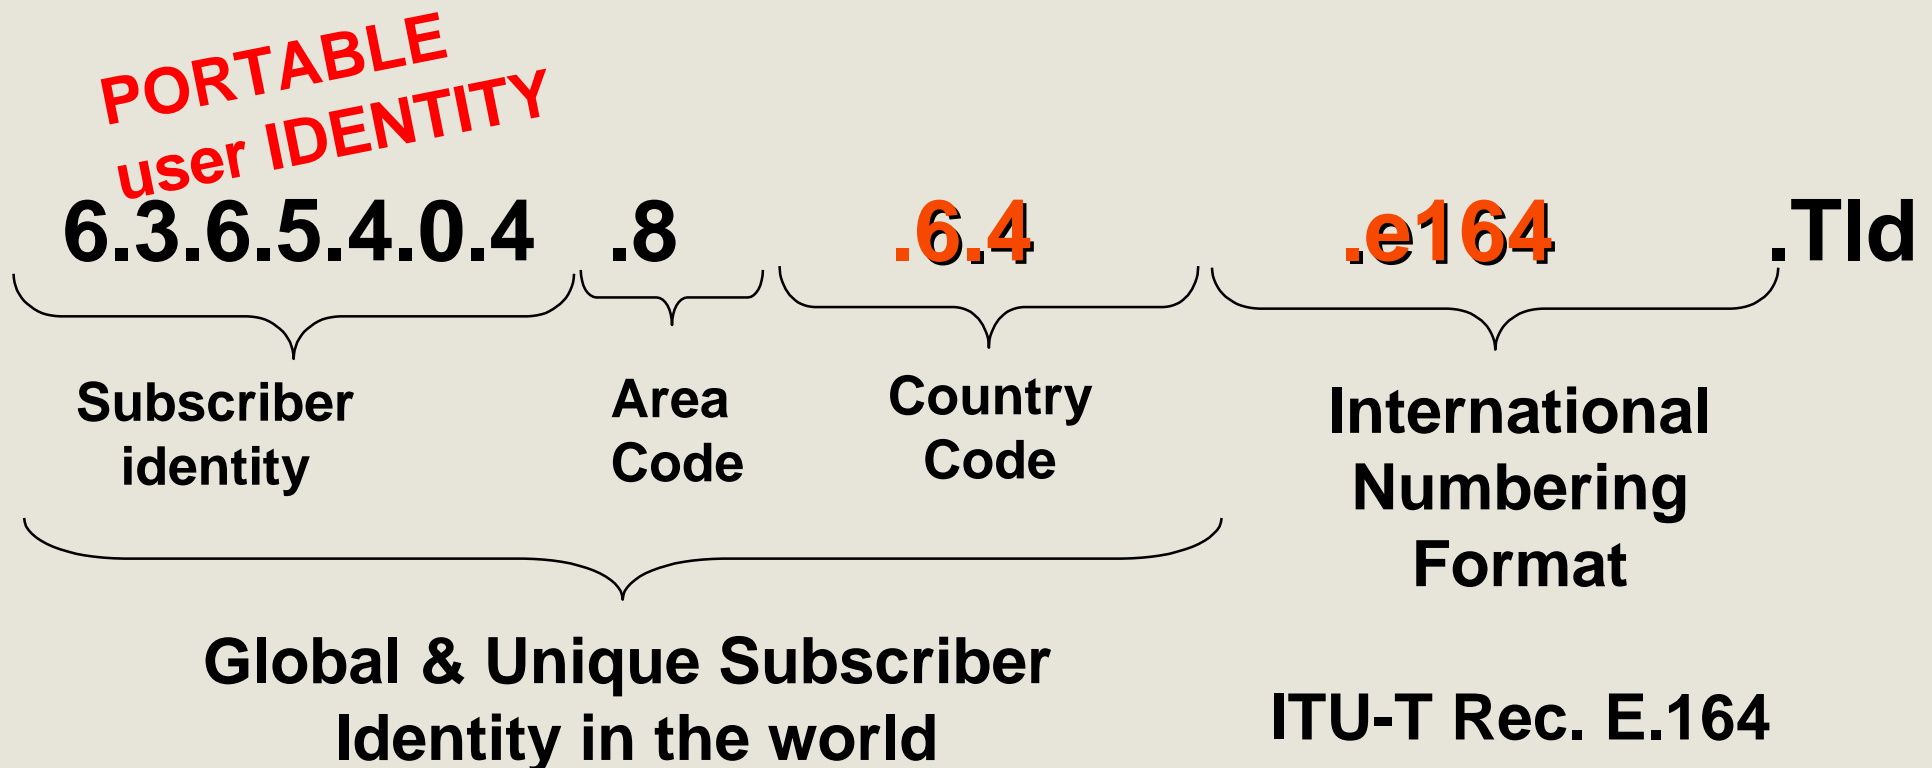 PORTABLE
user IDENTITY
6.3.6.5.4.0.4 .8 .6.4 .e164 .Tld
Subscriber
identity
Area
Code
Country
Code
International
Numbering
Format
Global & Unique Subscriber
Identity in the world
ITU-T Rec. E.164